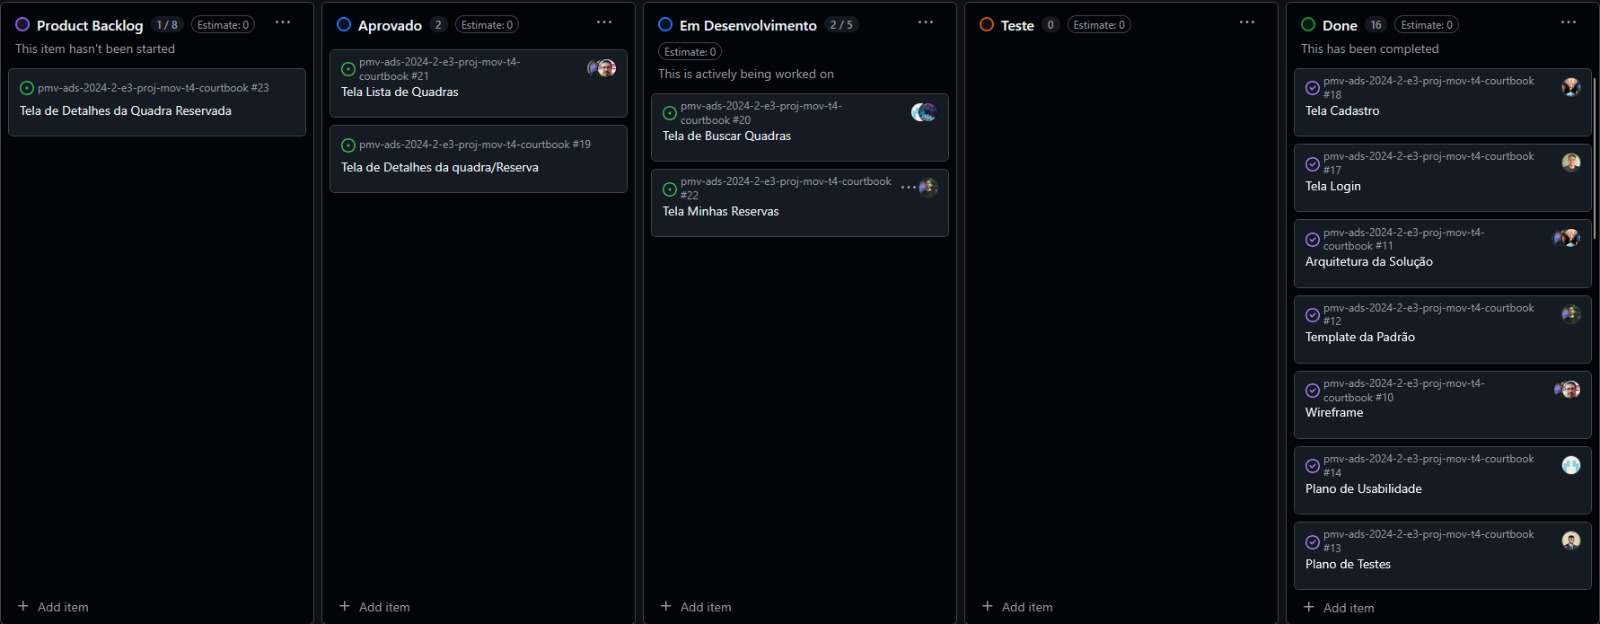 Product Backlog 1 / 8 Estimate: 0
This item hasn't been started
pmv-ads-2024-2-e3-proj-mov-t4-courtbook #23
Tela de Detalhes da Quadra Reservada
+ Add item
Aprovado 2 Estimate: 0
pmv-ads-2024-2-e3-proj-mov-t4-
courtbook #21
Tela Lista de Quadras
pmv-ads-2024-2-e3-proj-mov-t4-courtbook #19
Tela de Detalhes da quadra/Reserva
+ Add item
Em Desenvolvimento 2 / 5
Estimate: 0
This is actively being worked on
pmv-ads-2024-2-e3-proj-mov-t4-
courtbook #20
Tela de Buscar Quadras
pmv-ads-2024-2-e3-proj-mov-t4-courtbook
#22
Tela Minhas Reservas
+ Add item
Teste 0 Estimate: 0
+ Add item
Done 16 Estimate: 0
This has been completed
pmv-ads-2024-2-e3-proj-mov-t4-courtbook
#18
Tela Cadastro
pmv-ads-2024-2-e3-proj-mov-t4-courtbook
#17
Tela Login
pmv-ads-2024-2-e3-proj-mov-t4-
courtbook #11
Arquitetura da Solução
pmv-ads-2024-2-e3-proj-mov-t4-courtbook
#12
Template da Padrão
pmv-ads-2024-2-e3-proj-mov-t4-
courtbook #10
Wireframe
pmv-ads-2024-2-e3-proj-mov-t4-courtbook
#14
Plano de Usabilidade
pmv-ads-2024-2-e3-proj-mov-t4-courtbook
#13
Plano de Testes
+ Add item